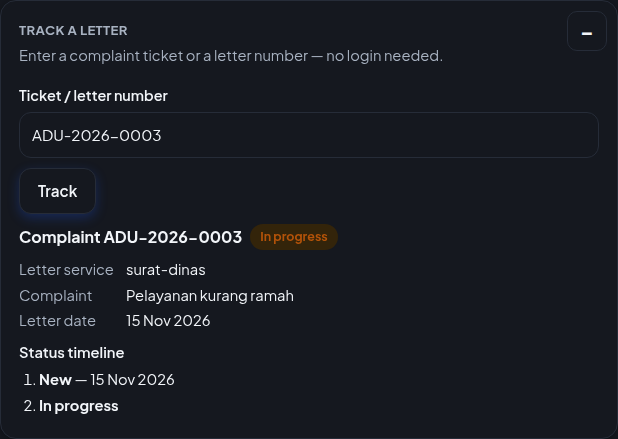 TRACK A LETTER
–
Enter a complaint ticket or a letter number — no login needed.
Ticket / letter number
ADU-2026-0003
Track
Complaint ADU-2026-0003 In progress
Letter service surat-dinas
Complaint Pelayanan kurang ramah
Letter date 15 Nov 2026
Status timeline
1. New — 15 Nov 2026
2. In progress